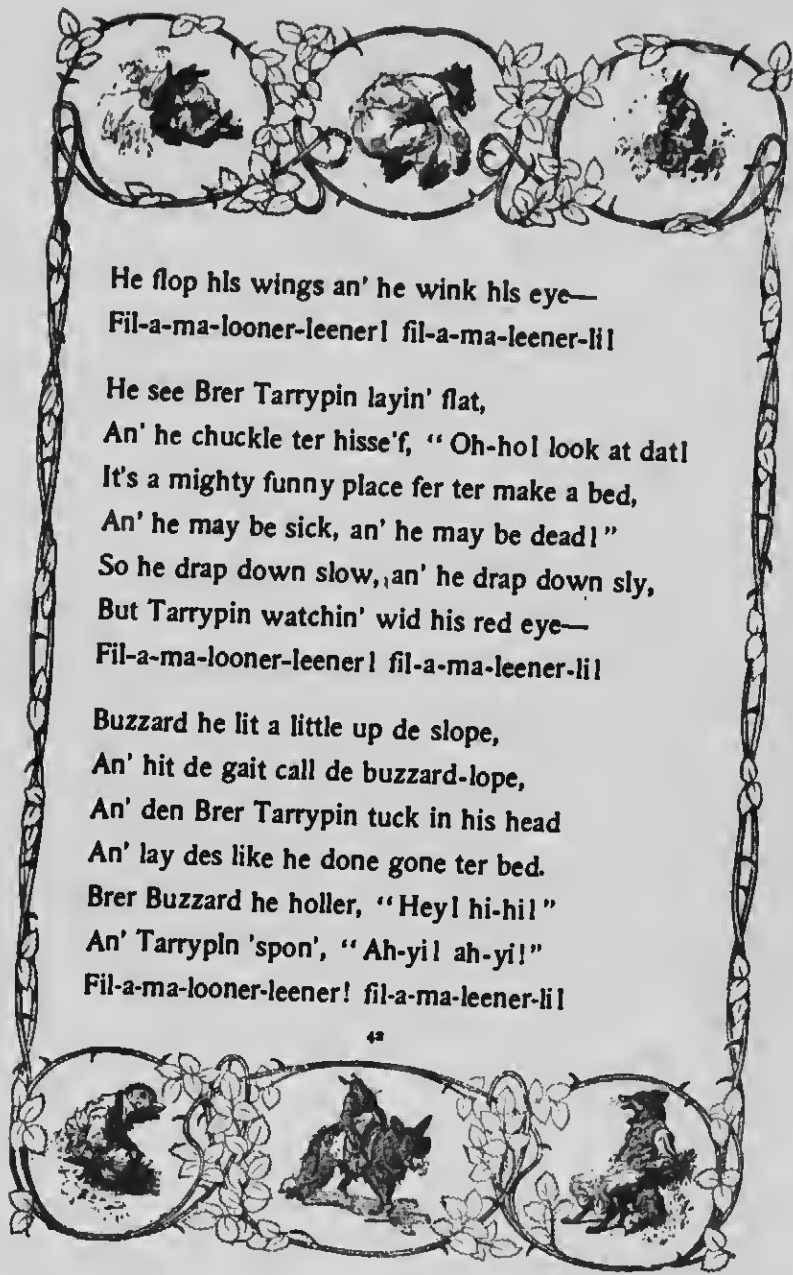 He flop his wings an' he wink his eye—
Fil-a-ma-looner-leener! fil-a-ma-leener-li!
He see Brer Tarrypin layin' flat,
An' he chuckle ter hisse'f, "Oh-ho! look at dat!
It's a mighty funny place fer ter make a bed,
An' he may be sick, an' he may be dead!"
So he drap down slow, an' he drap down sly,
But Tarrypin watchin' wid his red eye—
Fil-a-ma-looner-leener! fil-a-ma-leener-li!
Buzzard he lit a little up de slope,
An' hit de gait call de buzzard-lope,
An' den Brer Tarrypin tuck in his head
An' lay des like he done gone ter bed.
Brer Buzzard he holler, "Hey! hi-hi!"
An' Tarrypin 'spon', "Ah-yi! ah-yi!"
Fil-a-ma-looner-leener! fil-a-ma-leener-li!
42